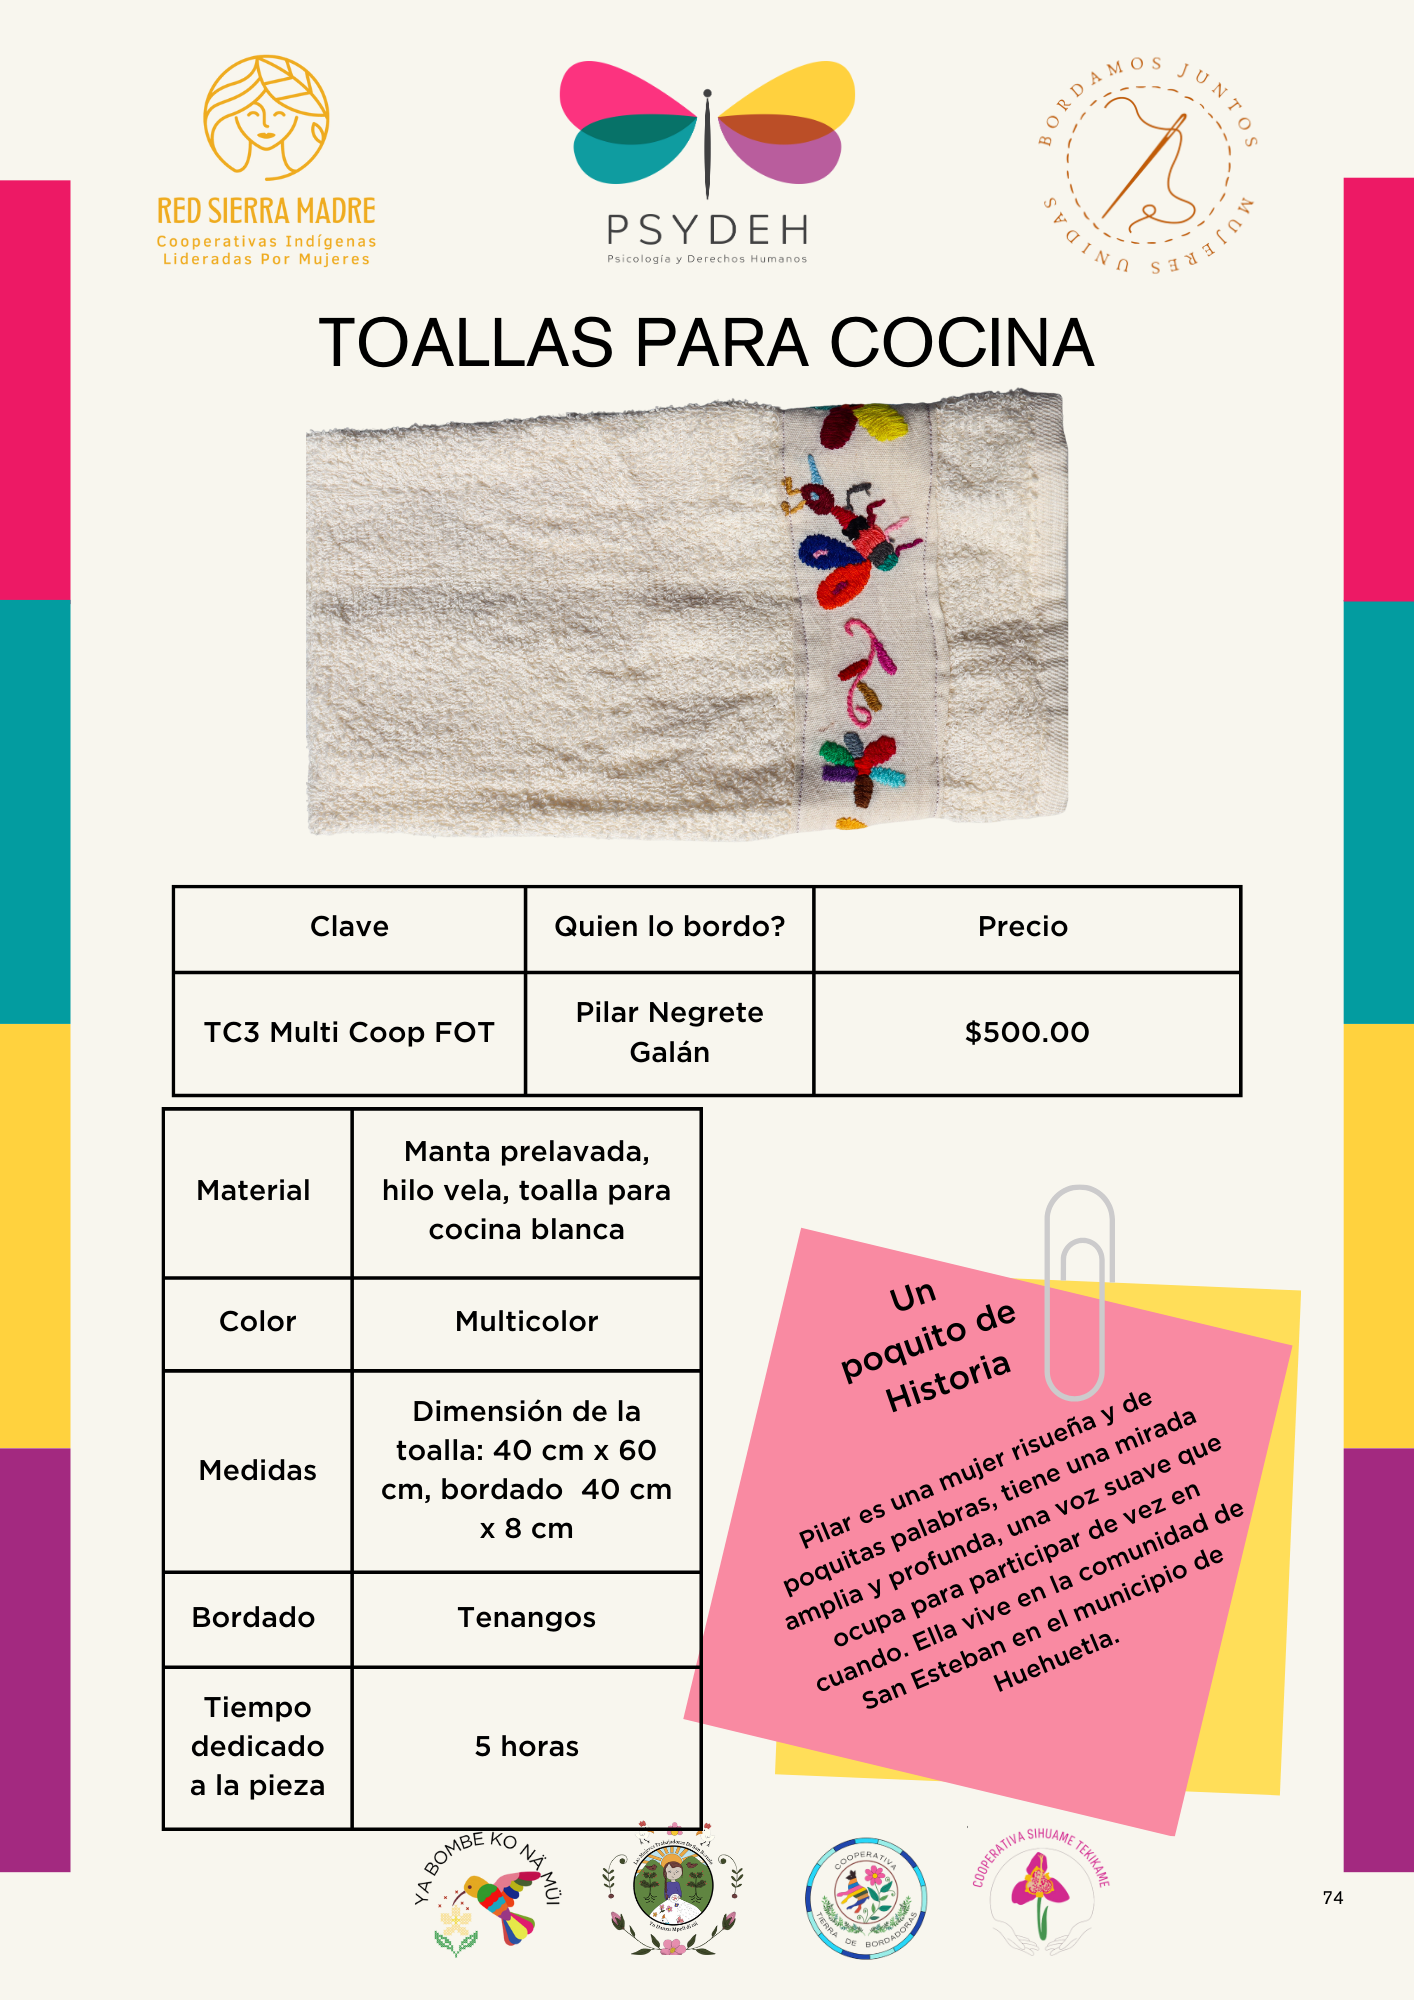 RED SIERRA MADRE
Cooperativas Indígenas
Lideradas Por Mujeres
PSYDEH
Psicología y Derechos Humanos
BORDAMOS JUNTOS
MUJERES UNIDAS
TOALLAS PARA COCINA
Clave
Quien lo bordo?
Precio
TC3 Multi Coop FOT
Pilar Negrete
Galán
$500.00
Material
Manta prelavada,
hilo vela, toalla para
cocina blanca
Color
Multicolor
Medidas
Dimensión de la
toalla: 40 cm x 60
cm, bordado 40 cm
x 8 cm
Bordado
Tenangos
Tiempo
dedicado
a la pieza
5 horas
Un
poquito de
Historia
Pilar es una mujer risueña y de
poquitas palabras, tiene una mirada
amplia y profunda, una voz suave que
ocupa para participar de vez en
cuando. Ella vive en la comunidad de
San Esteban en el municipio de
Huehuetla.
YA BOMBE KO NÄ MÜI
COOPERATIVA
TIERRA DE BORDADORAS
COOPERATIVA SIHUAME TEKIKAME
74